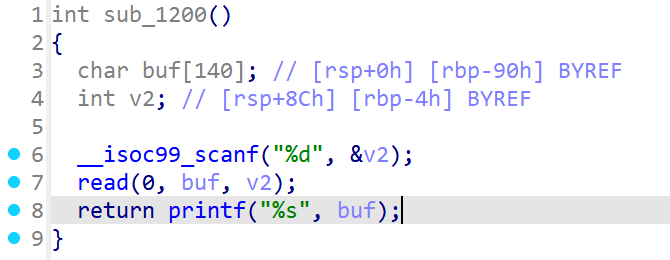 1 int sub_1200()
2 {
3   char buf[140]; // [rsp+0h] [rbp-90h] BYREF
4   int v2; // [rsp+8Ch] [rbp-4h] BYREF
5
6   __isoc99_scanf("%d", &v2);
7   read(0, buf, v2);
8   return printf("%s", buf);
9 }